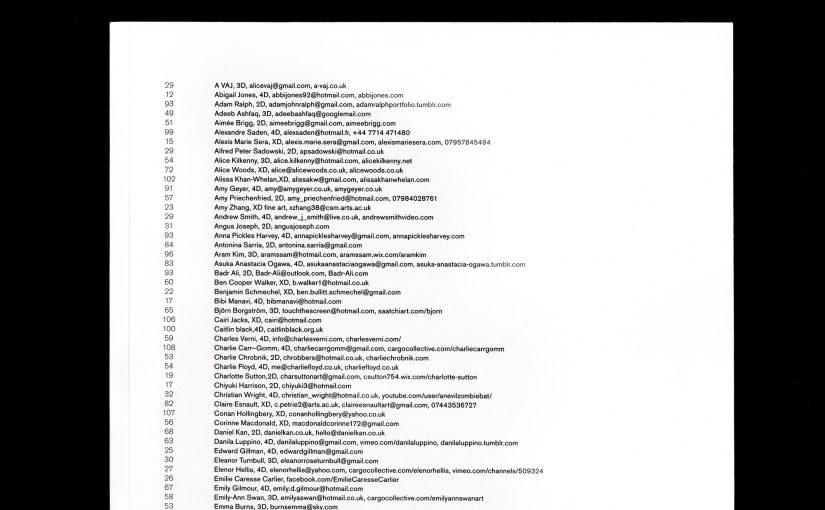 29 A VAJ, 3D, alicevaj@gmail.com, a-vaj.co.uk
12 Abigail Jones, 4D, abbijones92@hotmail.com, abbijones.com
93 Adam Ralph, 2D, adamjohnralph@gmail.com, adamralphportfolio.tumblr.com
49 Adeeb Ashfaq, 3D, adeebashfaq@googlemail.com
51 Aimée Brigg, 2D, aimeebrigg@gmail.com, aimeebrigg.com
99 Alexandre Saden, 4D, alexsaden@hotmail.fr, +44 7714 471480
15 Alexis Marie Sera, XD, alexis.marie.sera@gmail.com, alexismariesera.com, 07957845484
29 Alfred Peter Sadowski, 2D, apsadowski@hotmail.co.uk
54 Alice Kilkenny, 3D, alice.kilkenny@hotmail.com, alicekilkenny.net
72 Alice Woods, XD, alice@alicewoods.co.uk, alicewoods.co.uk
102 Alissa Khan-Whelan,XD, alissakw@gmail.com, alissakhanwhelan.com
91 Amy Geyer, 4D, amy@amygeyer.co.uk, amygeyer.co.uk
57 Amy Priechenfried, 2D, amy_priechenfried@hotmail.com, 07984028761
23 Amy Zhang, XD fine art, xzhang38@csm.arts.ac.uk
29 Andrew Smith, 4D, andrew_j_smith@live.co.uk, andrewsmithvideo.com
31 Angus Joseph, 2D, angusjoseph.com
93 Anna Pickles Harvey, 4D, annapicklesharvey@gmail.com, annapicklesharvey.com
84 Antonina Sarria, 2D, antonina.sarria@gmail.com
96 Aram Kim, 3D, aramssam@hotmail.com, aramssam.wix.com/aramkim
83 Asuka Anastacia Ogawa, 4D, asukaanastaciaogawa@gmail.com, asuka-anastacia-ogawa.tumblr.com
93 Badr Ali, 2D, Badr-Ali@outlook.com, Badr-Ali.com
60 Ben Cooper Walker, XD, b.walker1@hotmail.co.uk
22 Benjamin Schmechel, XD, ben.bullitt.schmechel@gmail.com
17 Bibi Manavi, 4D, bibmanavi@hotmail.com
65 Björn Borgström, 3D, touchthescreen@hotmail.com, saatchiart.com/bjorn
106 Cairi Jacks, XD, cairi@hotmail.com
100 Caitlin black,4D, caitlinblack.org.uk
59 Charles Verni, 4D, info@charlesverni.com, charlesverni.com/
108 Charlie Carr–Gomm, 4D, charliecarrgomm@gmail.com, cargocollective.com/charliecarrgomm
53 Charlie Chrobnik, 2D, chrobbers@hotmail.co.uk, charliechrobnik.com
54 Charlie Floyd, 4D, me@charliefloyd.co.uk, charliefloyd.co.uk
19 Charlotte Sutton,2D, charsuttonart@gmail.com, csutton754.wix.com/charlotte-sutton
17 Chiyuki Harrison, 2D, chiyuki3@hotmail.com
32 Christian Wright, 4D, christian_wright@hotmail.co.uk, youtube.com/user/anevilzombiebat/
82 Claire Esnault, XD, c.petrie2@arts.ac.uk, claireesnaultart@gmail.com, 07443536727
107 Conan Hollingbery, XD, conanhollingbery@yahoo.co.uk
56 Corinne Macdonald, XD, macdonaldcorinne172@gmail.com
68 Daniel Kan, 2D, danielkan.co.uk, hello@danielkan.co.uk
63 Danila Luppino, 4D, danilaluppino@gmail.com, vimeo.com/danilaluppino, danilaluppino.tumblr.com
25 Edward Gillman, 4D, edwardgillman@gmail.com
30 Eleanor Turnbull, 3D, eleanorroseturnbull@gmail.com
27 Elenor Hellis, 4D, elenorhellis@yahoo.com, cargocollective.com/elenorhellis, vimeo.com/channels/509324
26 Emilie Caresse Carlier, facebook.com/EmilieCaresseCarlier
67 Emily Gilmour, 4D, emily.d.gilmour@hotmail.com
58 Emily-Ann Swan, 3D, emilyaswan@hotmail.co.uk, cargocollective.com/emilyannswanart
53 Emma Burns, 3D, burnsemma@sky.com